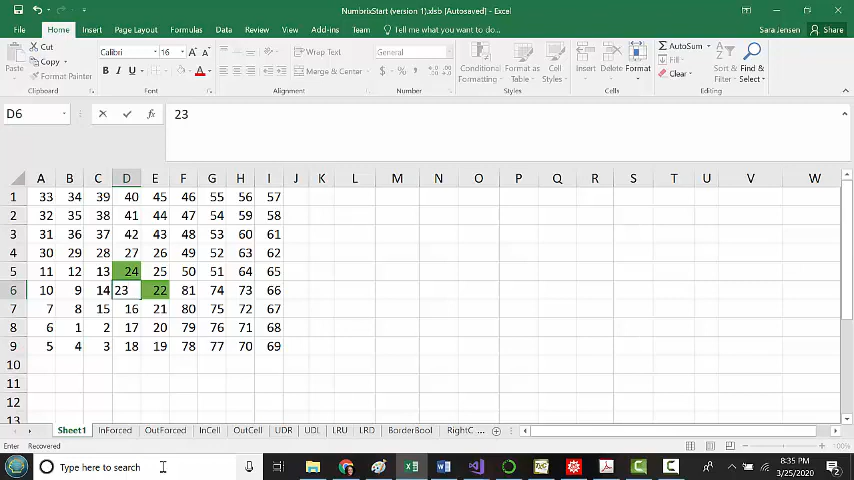 NumbrixStart (version 1).xlsb [Autosaved] - Excel
File Home Insert Page Layout Formulas Data Review View Add-ins Team Tell me what you want to do... Sara Jensen Share
Cut
Copy
Format Painter
Paste
Clipboard
Calibri 16 A A
B I U A
Font
Wrap Text
Merge & Center
Alignment
General
$ %
Number
Conditional Formatting
Format as Table
Cell Styles
Styles
Insert Delete Format
Cells
AutoSum
Fill
Clear
Sort & Filter
Find & Select
Editing
D6 fx 23
A B C D E F G H I J K L M N O P Q R S T U V W
1 33 34 39 40 45 46 55 56 57
2 32 35 38 41 44 47 54 59 58
3 31 36 37 42 43 48 53 60 61
4 30 29 28 27 26 49 52 63 62
5 11 12 13 24 25 50 51 64 65
6 10 9 14 23 22 81 74 73 66
7 7 8 15 16 21 80 75 72 67
8 6 1 2 17 20 79 76 71 68
9 5 4 3 18 19 78 77 70 69
10
11
12
13
Sheet1 InForced OutForced InCell OutCell UDR UDL LRU LRD BorderBool RightC ...
Enter Recovered 100%
Type here to search
8:35 PM
3/25/2020
2